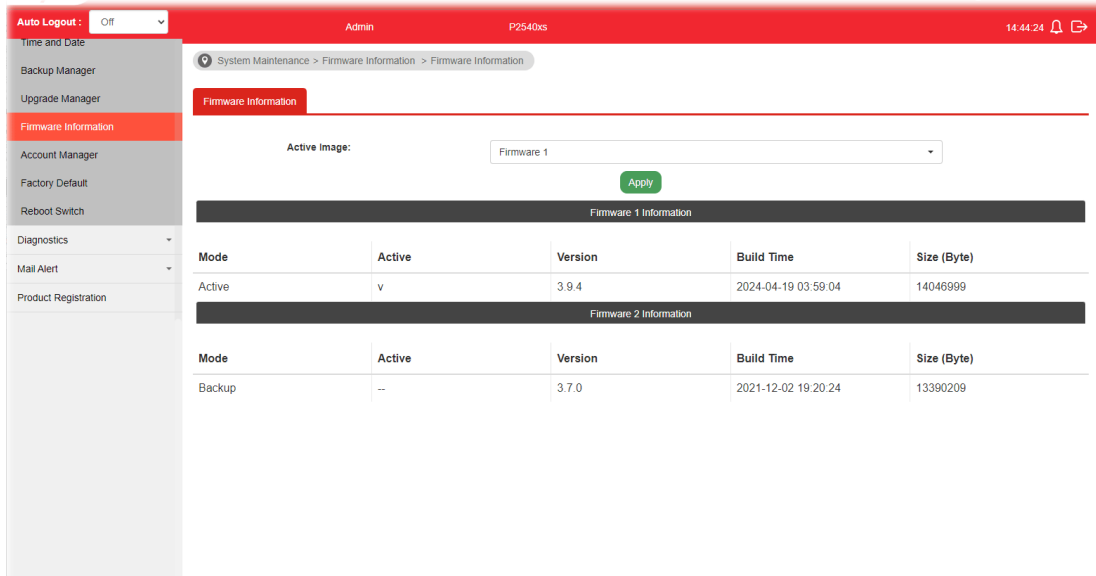 Auto Logout : Off Admin P2540xs 14:44:24
Time and Date
Backup Manager
Upgrade Manager
Firmware Information
Account Manager
Factory Default
Reboot Switch
Diagnostics
Mail Alert
Product Registration
System Maintenance > Firmware Information > Firmware Information
Firmware Information
Active Image: Firmware 1
Apply
Firmware 1 Information
Mode Active Version Build Time Size (Byte)
Active v 3.9.4 2024-04-19 03:59:04 14046999
Firmware 2 Information
Mode Active Version Build Time Size (Byte)
Backup -- 3.7.0 2021-12-02 19:20:24 13390209